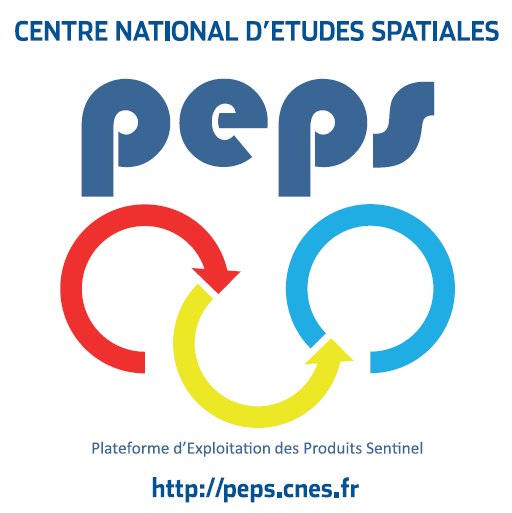 CENTRE NATIONAL D'ETUDES SPATIALES
peps
Plateforme d'Exploitation des Produits Sentinel
http://peps.cnes.fr